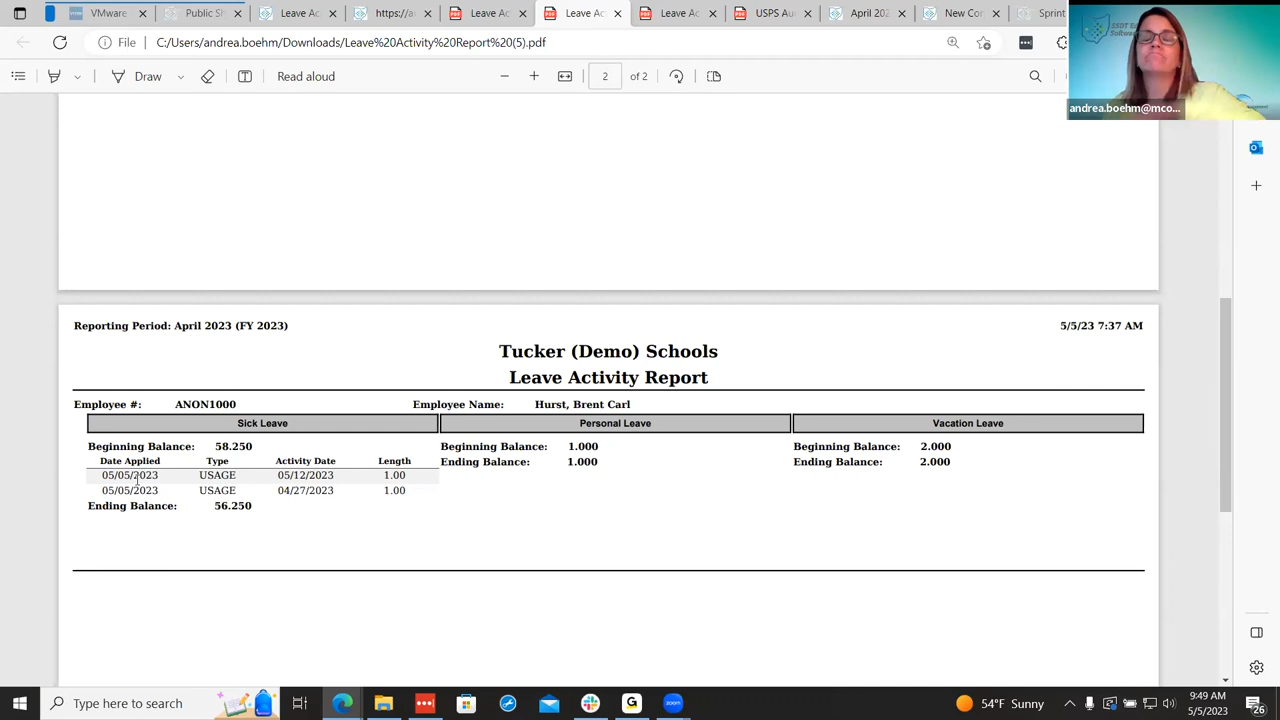 VMware
Public Sh
Leave Ac
https://a
Leave Ac
Leave Ac
Leave Ac
USPS Au
April 202
New Cor
Sprint
File C:/Users/andrea.boehm/Downloads/Leave%20Activity%20Report%20(5).pdf
Draw Read aloud 2 of 2
andrea.boehm@mco...
Reporting Period: April 2023 (FY 2023) 5/5/23 7:37 AM
Tucker (Demo) Schools
Leave Activity Report
Employee #: ANON1000 Employee Name: Hurst, Brent Carl
Sick Leave Personal Leave Vacation Leave
Beginning Balance: 58.250 Beginning Balance: 1.000 Beginning Balance: 2.000
Date Applied Type Activity Date Length Ending Balance: 1.000 Ending Balance: 2.000
05/05/2023 USAGE 05/12/2023 1.00
05/05/2023 USAGE 04/27/2023 1.00
Ending Balance: 56.250
Type here to search
54°F Sunny
9:49 AM
5/5/2023
26